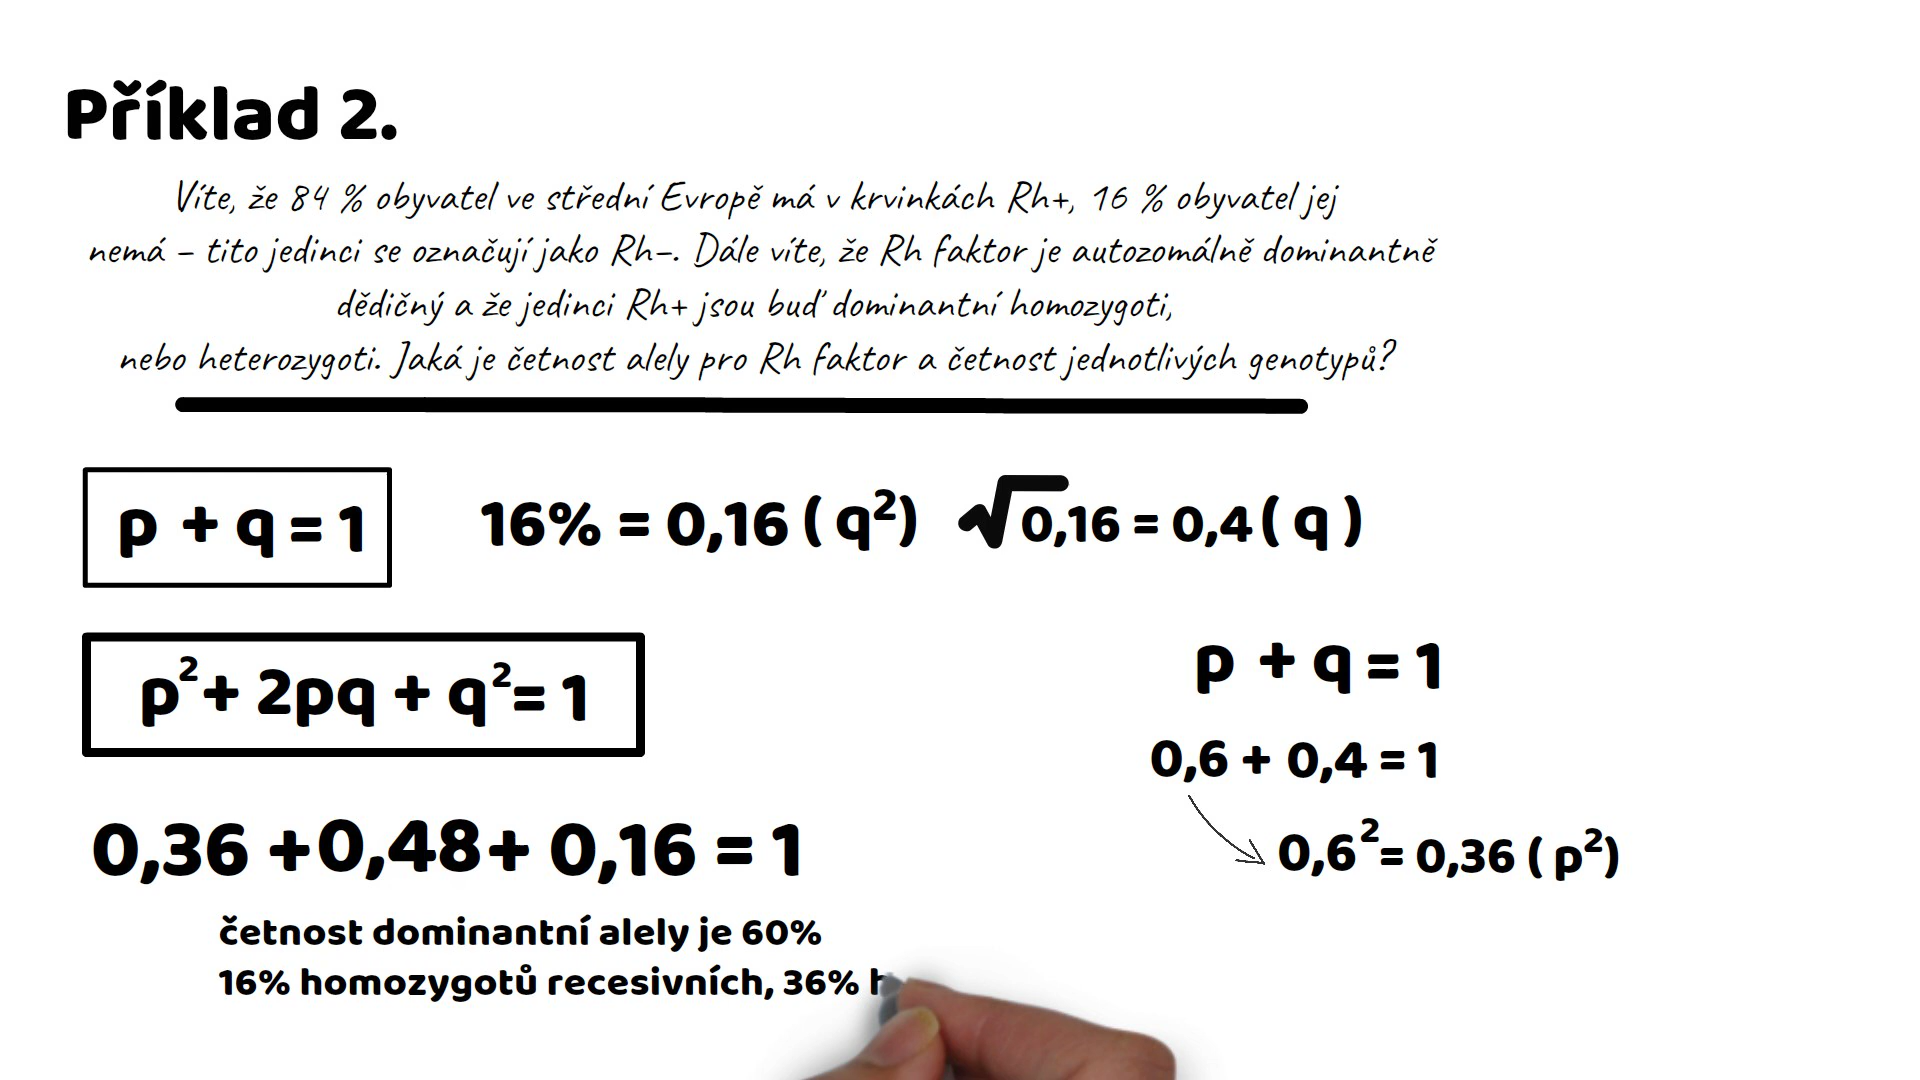 Příklad 2.
Víte, že 84 % obyvatel ve střední Evropě má v krvinkách Rh+, 16 % obyvatel jej
nemá – tito jedinci se označují jako Rh–. Dále víte, že Rh faktor je autozomálně dominantně
dědičný a že jedinci Rh+ jsou buď dominantní homozygoti,
nebo heterozygoti. Jaká je četnost alely pro Rh faktor a četnost jednotlivých genotypů?
p + q = 1
16% = 0,16 ( q²)
√0,16 = 0,4 ( q )
p² + 2pq + q² = 1
p + q = 1
0,6 + 0,4 = 1
0,6² = 0,36 ( p²)
0,36 + 0,48 + 0,16 = 1
četnost dominantní alely je 60%
16% homozygotů recesivních, 36%